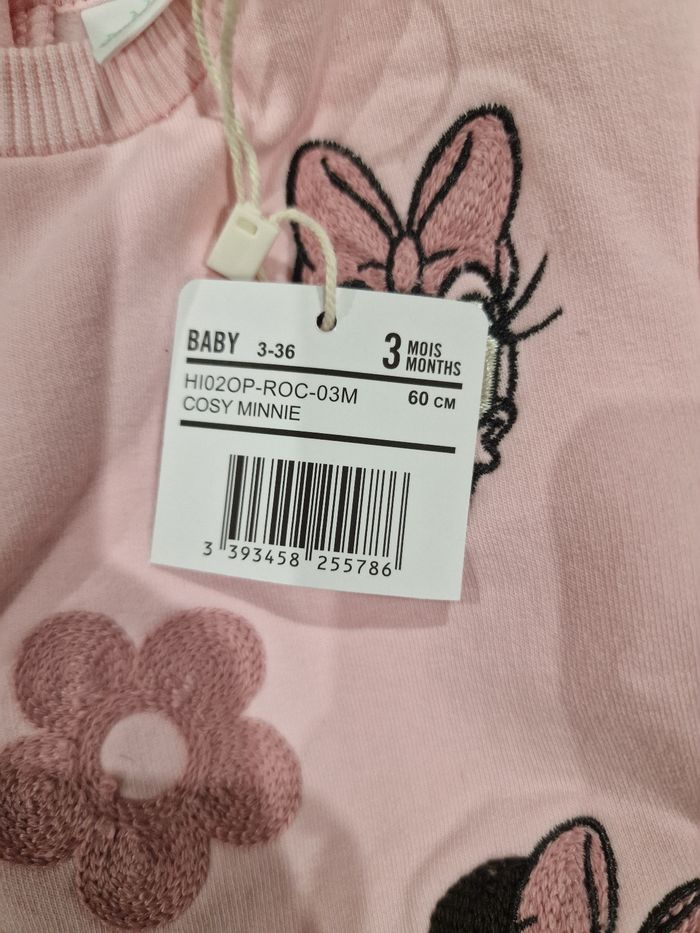 BABY 3-36
3 MOIS
MONTHS
HI02OP-ROC-03M 60 CM
COSY MINNIE
3 393458 255786